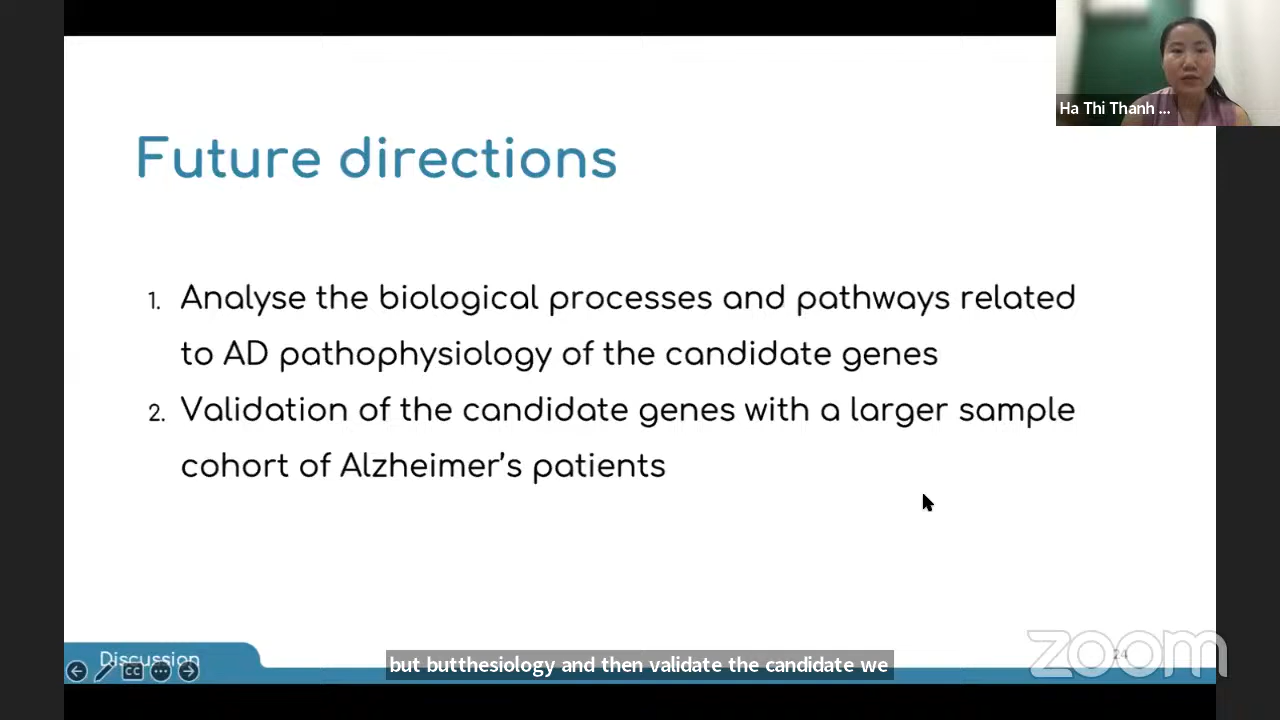 Ha Thi Thanh ...
Future directions
1. Analyse the biological processes and pathways related
to AD pathophysiology of the candidate genes
2. Validation of the candidate genes with a larger sample
cohort of Alzheimer's patients
Discussion
CC
but butthesiology and then validate the candidate we
24
zoom